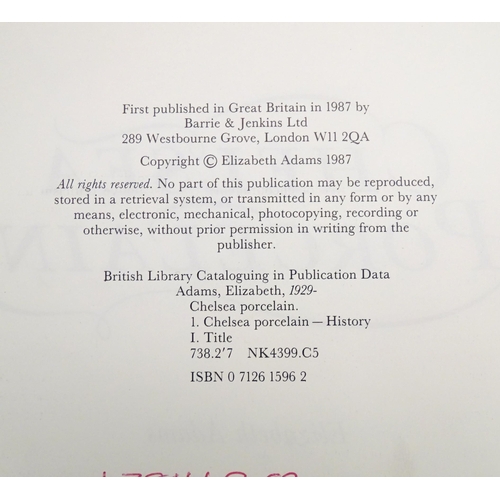 First published in Great Britain in 1987 by
Barrie & Jenkins Ltd
289 Westbourne Grove, London W11 2QA
Copyright © Elizabeth Adams 1987
All rights reserved. No part of this publication may be reproduced,
stored in a retrieval system, or transmitted in any form or by any
means, electronic, mechanical, photocopying, recording or
otherwise, without prior permission in writing from the
publisher.
British Library Cataloguing in Publication Data
Adams, Elizabeth, 1929-
Chelsea porcelain.
1. Chelsea porcelain — History
I. Title
738.2'7 NK4399.C5
ISBN 0 7126 1596 2